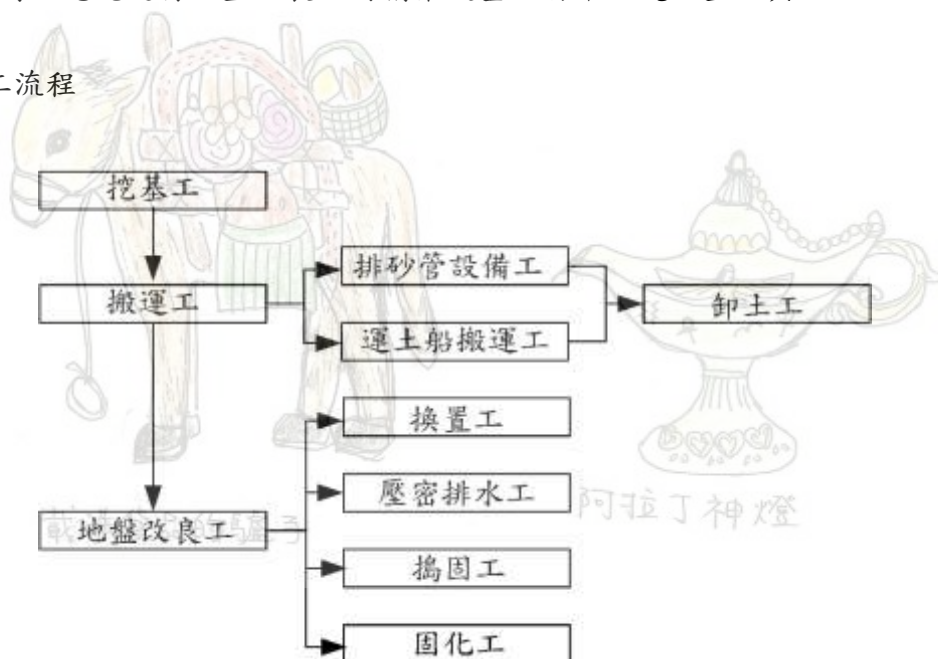 工流程
挖基工
搬運工
排砂管設備工
運土船搬運工
卸土工
換置工
壓密排水工
地盤改良工
搗固工
固化工
阿拉丁神燈